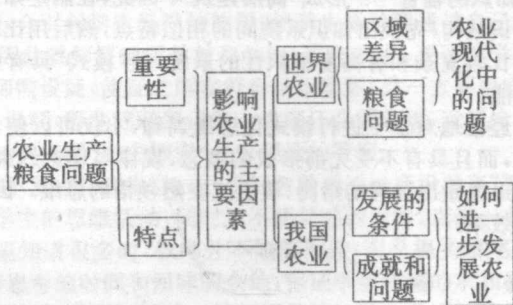 农业生产
粮食问题
重要
性
特点
影响
农业
生产
的主
要因
素
世界
农业
我国
农业
区域
差异
粮食
问题
发展的
条件
成就和
问题
农业
现代
化中
的问
题
如何
进一
步发
展农
业